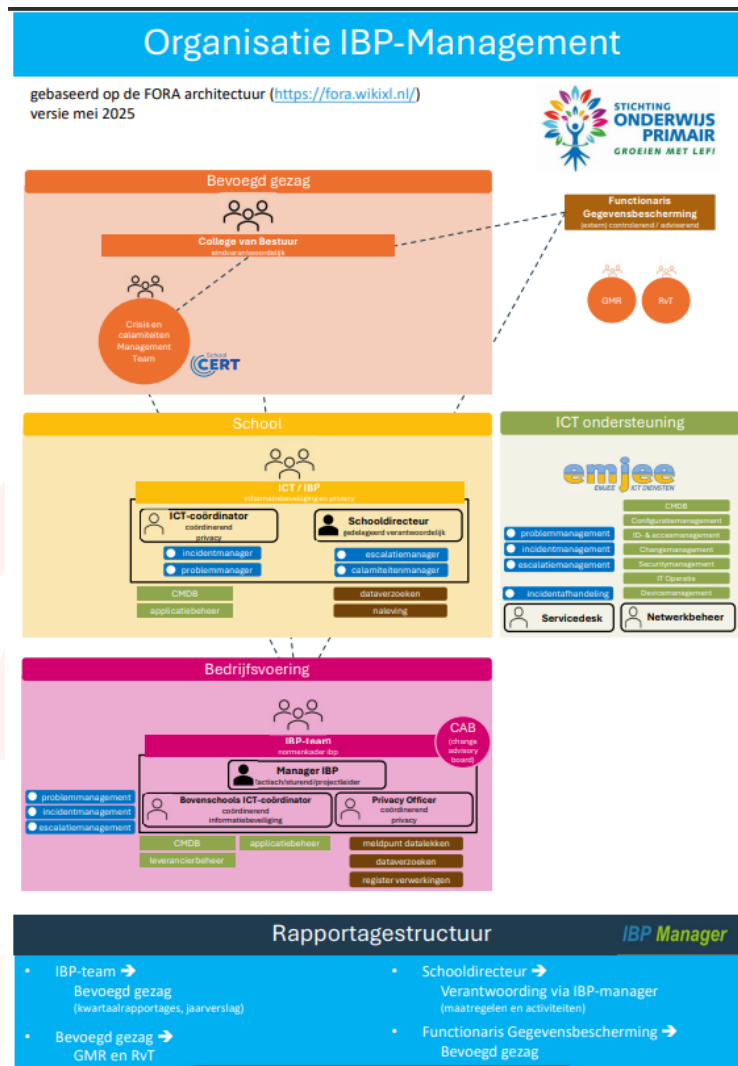 Organisatie IBP-Management
gebaseerd op de FORA architectuur (https://fora.wikixl.nl/)
versie mei 2025
STICHTING
ONDERWIJS
PRIMAIR
GROEIEN MET LEF!
Bevoegd gezag
College van Bestuur
eindverantwoordelijk
Functionaris
Gegevensbescherming
(extern) controlerend / adviserend
GMR
RvT
Crisis en
calamiteiten
Management
Team
School
CERT
School
ICT / IBP
informatiebeveiliging en privacy
ICT-coördinator
coördinerend
privacy
Schooldirecteur
gedelegeerd verantwoordelijk
incidentmanager
problemmanager
escalatiemanager
calamiteitenmanager
CMDB
applicatiebeheer
dataverzoeken
naleving
ICT ondersteuning
emjee
EMJEE ICT DIENSTEN
problemmanagement
incidentmanagement
escalatiemanagement
incidentafhandeling
CMDB
Configuratiemanagement
ID- & accesmanagement
Changemanagement
Securitymanagement
IT Operatie
Devicemanagement
Servicedesk
Netwerkbeheer
Bedrijfsvoering
IBP-team
normenkader ibp
CAB
(change
advisory
board)
Manager IBP
tactisch/sturend/projectleider
Bovenschools ICT-coördinator
coördinerend
informatiebeveiliging
Privacy Officer
coördinerend
privacy
problemmanagement
incidentmanagement
escalatiemanagement
CMDB
applicatiebeheer
leverancierbeheer
meldpunt datalekken
dataverzoeken
register verwerkingen
Rapportagestructuur
IBP Manager
• IBP-team ➔
Bevoegd gezag
(kwartaalrapportages, jaarverslag)
• Bevoegd gezag ➔
GMR en RvT
• Schooldirecteur ➔
Verantwoording via IBP-manager
(maatregelen en activiteiten)
• Functionaris Gegevensbescherming ➔
Bevoegd gezag